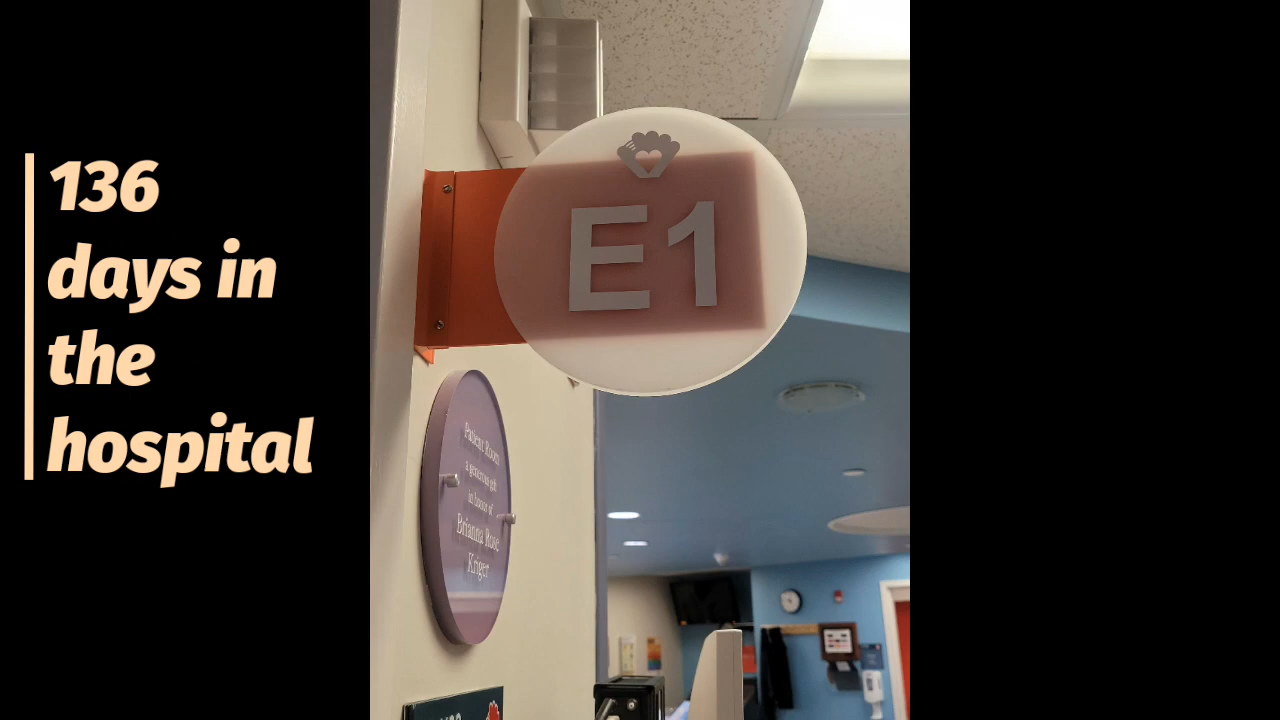 136
days in
the
hospital
E1
Patient Room
a generous gift
in honor of
Brianna Rose
Kriger